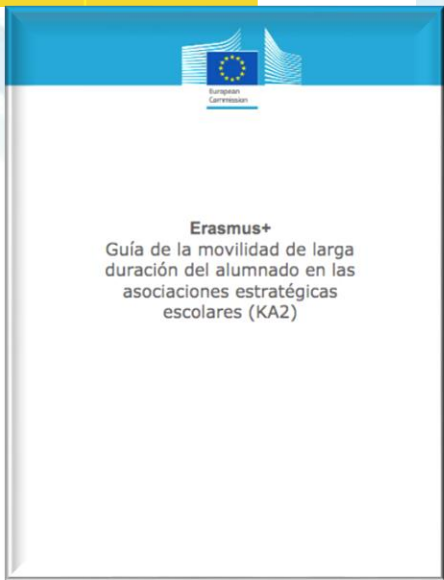 European
Commission
Erasmus+
Guía de la movilidad de larga
duración del alumnado en las
asociaciones estratégicas
escolares (KA2)